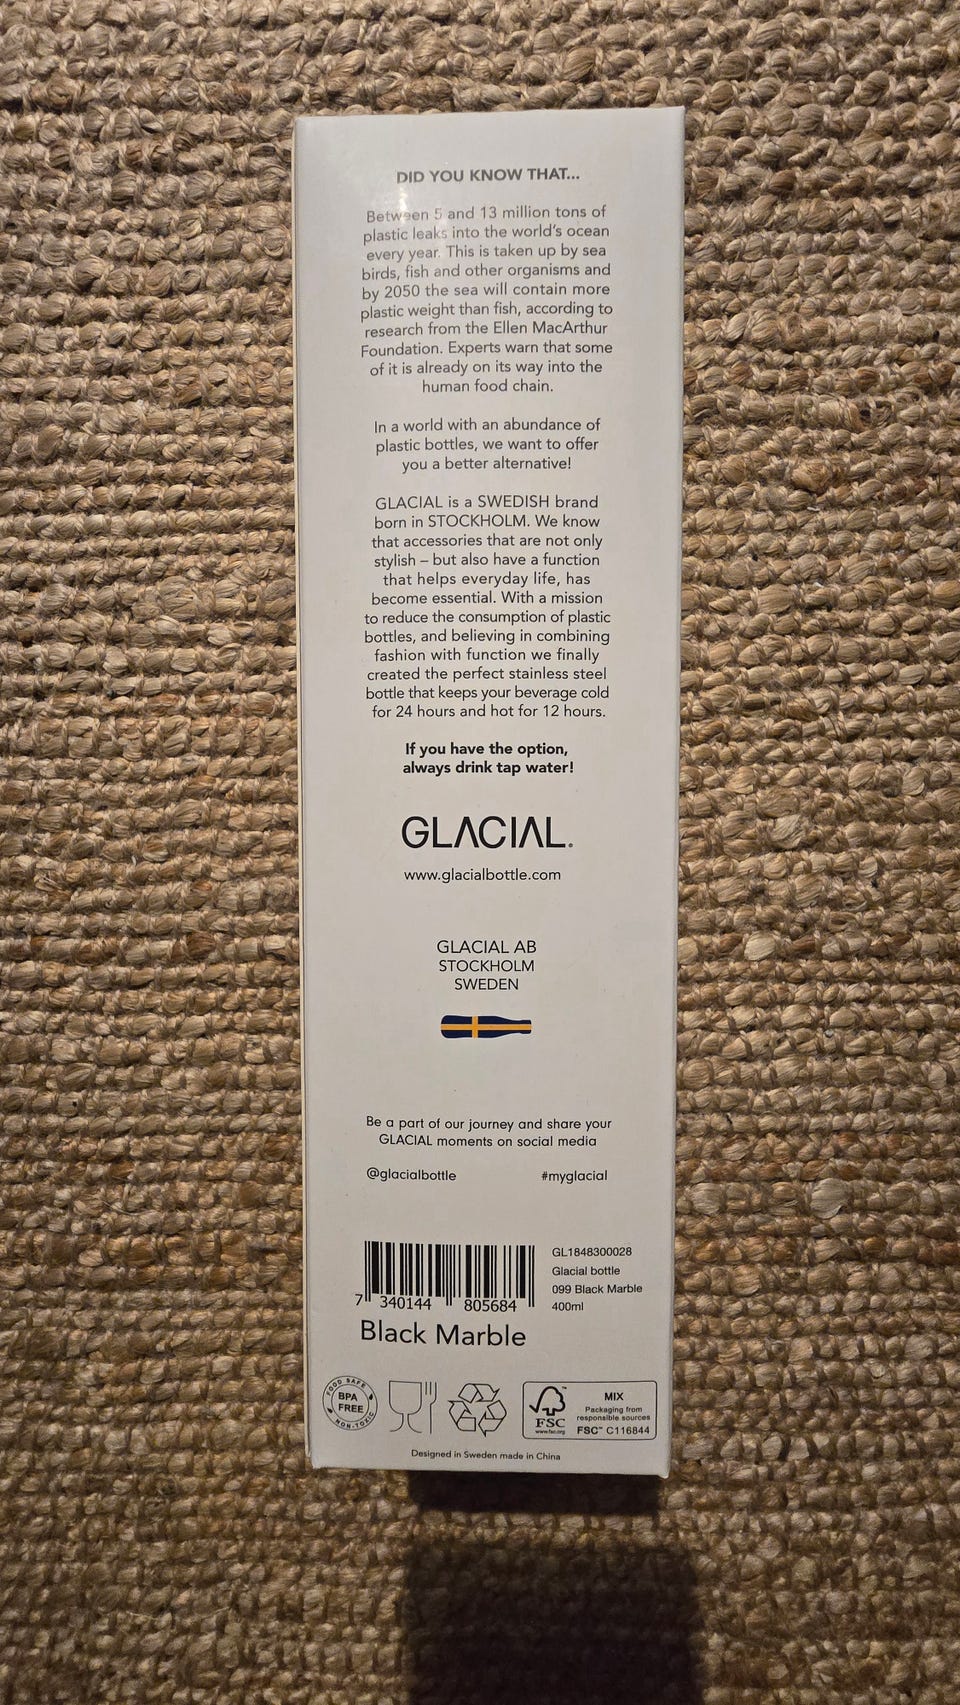 DID YOU KNOW THAT...
Between 5 and 13 million tons of
plastic leaks into the world's ocean
every year. This is taken up by sea
birds, fish and other organisms and
by 2050 the sea will contain more
plastic weight than fish, according to
research from the Ellen MacArthur
Foundation. Experts warn that some
of it is already on its way into the
human food chain.
In a world with an abundance of
plastic bottles, we want to offer
you a better alternative!
GLACIAL is a SWEDISH brand
born in STOCKHOLM. We know
that accessories that are not only
stylish – but also have a function
that helps everyday life, has
become essential. With a mission
to reduce the consumption of plastic
bottles, and believing in combining
fashion with function we finally
created the perfect stainless steel
bottle that keeps your beverage cold
for 24 hours and hot for 12 hours.
If you have the option,
always drink tap water!
GLACIAL.
www.glacialbottle.com
GLACIAL AB
STOCKHOLM
SWEDEN
Be a part of our journey and share your
GLACIAL moments on social media
@glacialbottle #myglacial
7 340144 805684
GL1848300028
Glacial bottle
099 Black Marble
400ml
Black Marble
FOOD SAFE
BPA
FREE
NON-TOXIC
FSC
www.fsc.org
MIX
Packaging from
responsible sources
FSC™ C116844
Designed in Sweden made in China